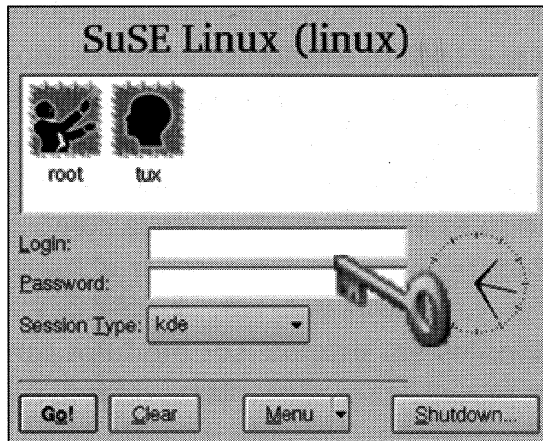 SuSE Linux (linux)
root tux
Login:
Password:
Session Type: kde
Go! Clear Menu Shutdown...